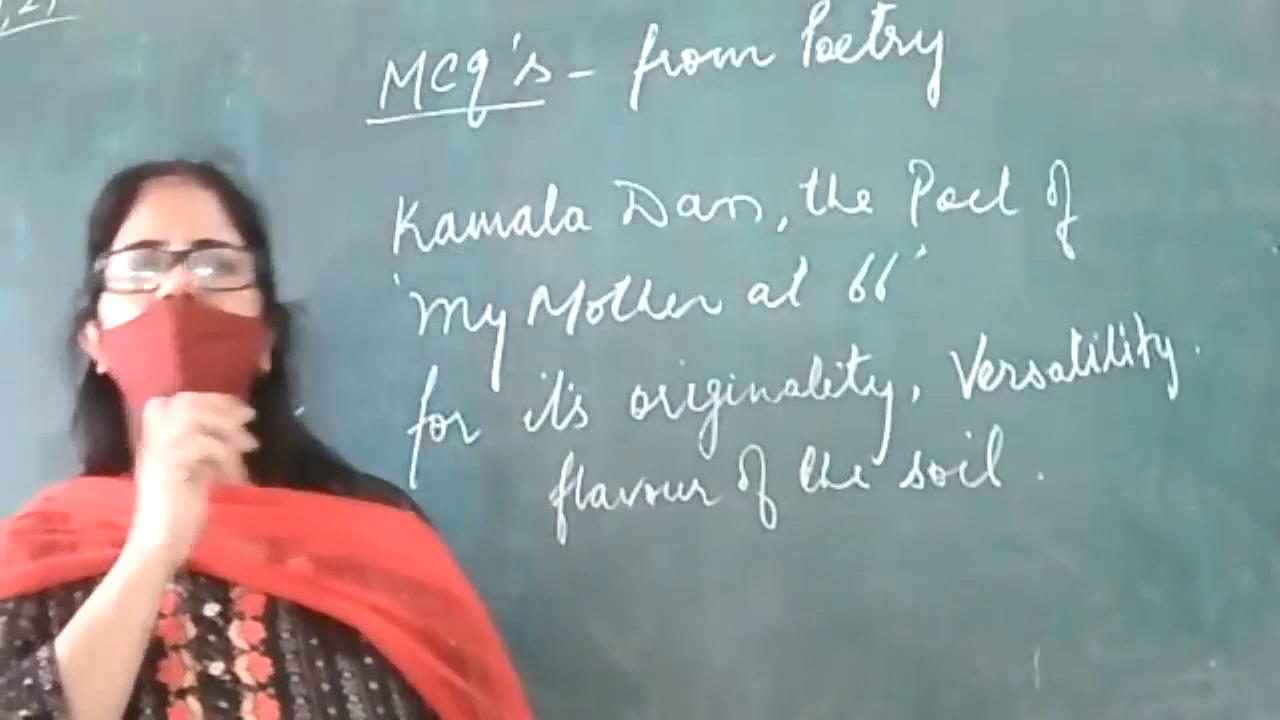 MCQ's - from Poetry
Kamala Das, the Poet of
'My Mother at 66'
for it's originality, Versatility.
flavour of the soil.